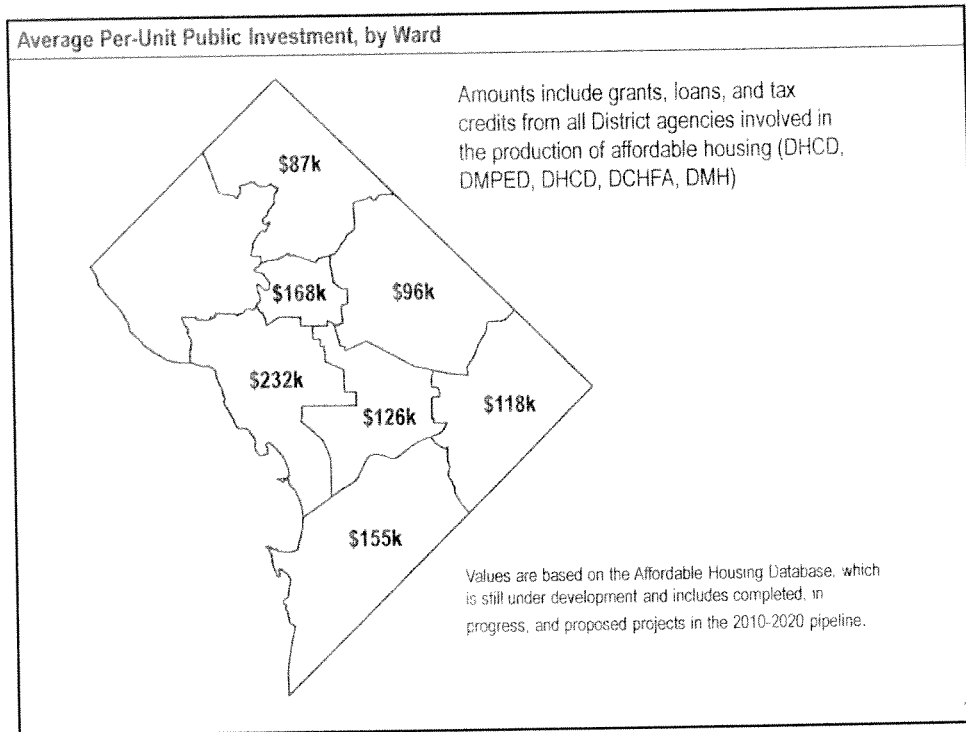 Average Per-Unit Public Investment, by Ward
Amounts include grants, loans, and tax
credits from all District agencies involved in
the production of affordable housing (DHCD,
DMPED, DHCD, DCHFA, DMH)
$87k
$168k
$96k
$232k
$126k
$118k
$155k
Values are based on the Affordable Housing Database, which
is still under development and includes completed, in
progress, and proposed projects in the 2010-2020 pipeline.